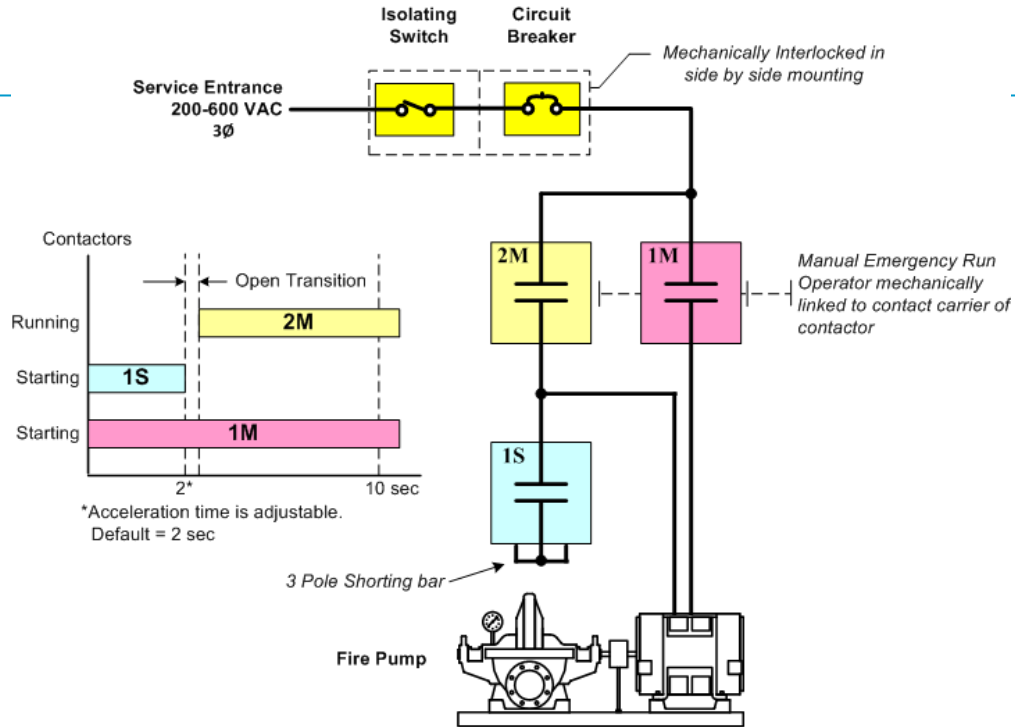 Isolating
Switch
Circuit
Breaker
Mechanically Interlocked in
side by side mounting
Service Entrance
200-600 VAC
3Ø
Contactors
Open Transition
Running
2M
Starting
1S
Starting
1M
2*
10 sec
*Acceleration time is adjustable.
Default = 2 sec
2M
1M
Manual Emergency Run
Operator mechanically
linked to contact carrier of
contactor
1S
3 Pole Shorting bar
Fire Pump